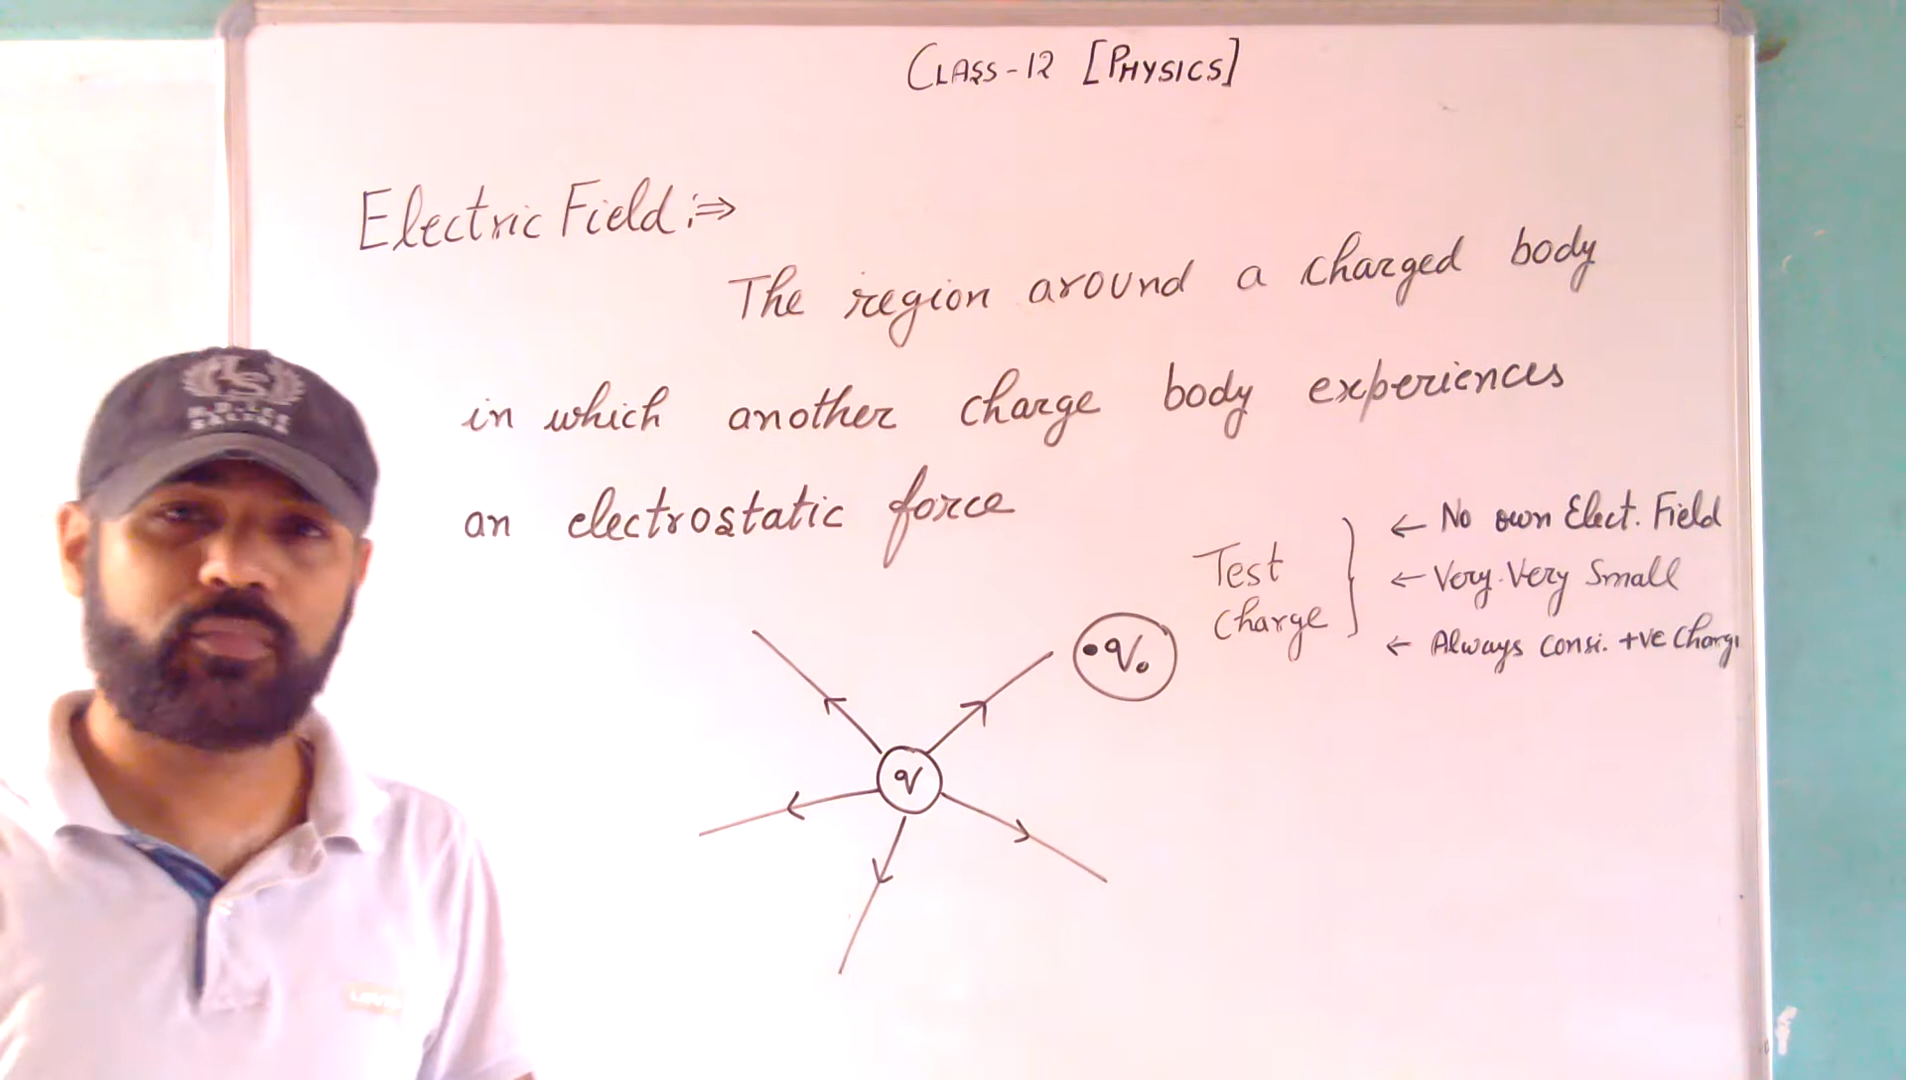 CLASS-12 [PHYSICS]
Electric Field :⇒
The region around a charged body
in which another charge body experiences
an electrostatic force
Test
Charge
← No own Elect. Field
← Very. Very Small
← Always Consi. +ve Charg
q₀
q
LS